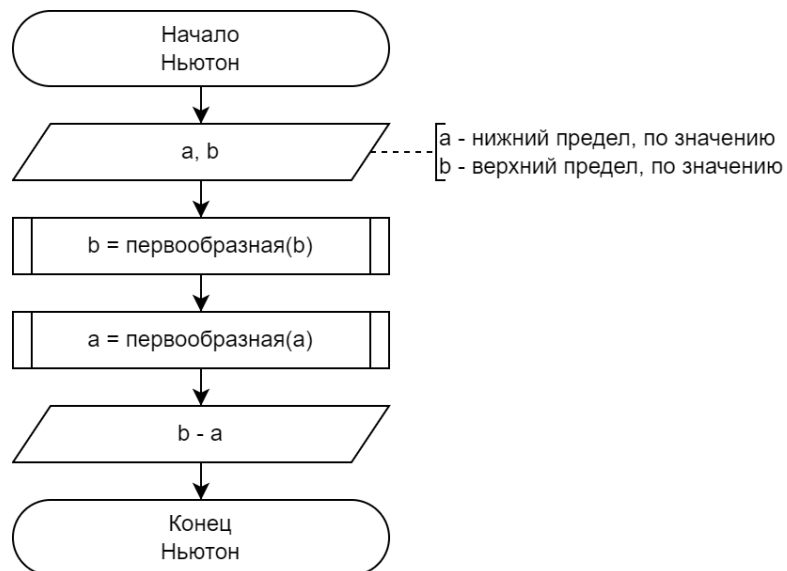 Начало
Ньютон
a, b
a - нижний предел, по значению
b - верхний предел, по значению
b = первообразная(b)
a = первообразная(a)
b - a
Конец
Ньютон